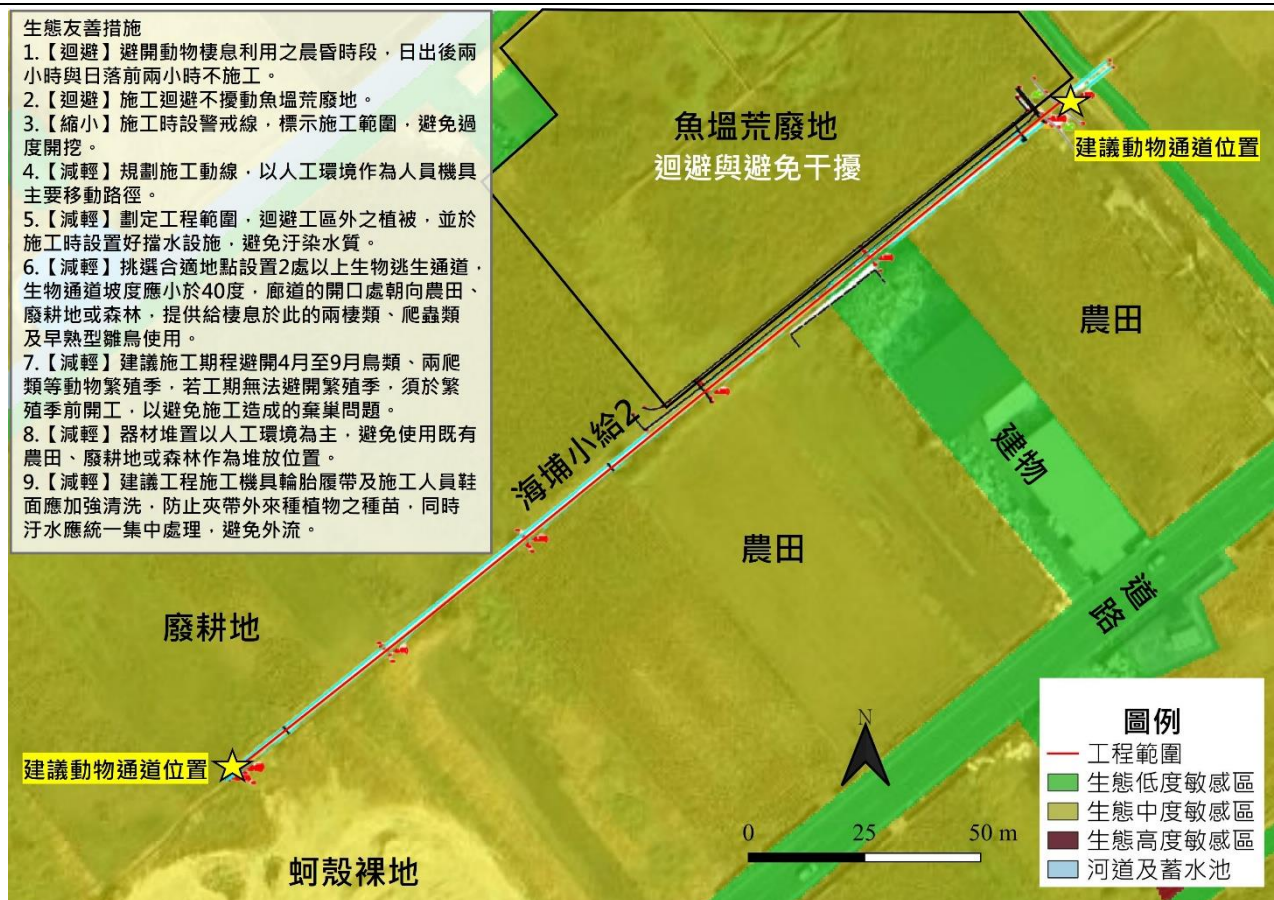 生態友善措施
1.【迴避】避開動物棲息利用之晨昏時段，日出後兩
小時與日落前兩小時不施工。
2.【迴避】施工迴避不擾動魚塭荒廢地。
3.【縮小】施工時設警戒線，標示施工範圍，避免過
度開挖。
4.【減輕】規劃施工動線，以人工環境作為人員機具
主要移動路徑。
5.【減輕】劃定工程範圍，迴避工區外之植被，並於
施工時設置好擋水設施，避免汙染水質。
6.【減輕】挑選合適地點設置2處以上生物逃生通道，
生物通道坡度應小於40度，廊道的開口處朝向農田、
廢耕地或森林，提供給棲息於此的兩棲類、爬蟲類
及早熟型雛鳥使用。
7.【減輕】建議施工期程避開4月至9月鳥類、兩爬
類等動物繁殖季，若工期無法避開繁殖季，須於繁
殖季前開工，以避免施工造成的棄巢問題。
8.【減輕】器材堆置以人工環境為主，避免使用既有
農田、廢耕地或森林作為堆放位置。
9.【減輕】建議工程施工機具輪胎履帶及施工人員鞋
面應加強清洗，防止夾帶外來種植物之種苗，同時
汙水應統一集中處理，避免外流。
魚塭荒廢地
迴避與避免干擾
建議動物通道位置
農田
海埔小給2
建物
農田
道路
廢耕地
建議動物通道位置
蚵殼裸地
N
0 25 50 m
圖例
工程範圍
生態低度敏感區
生態中度敏感區
生態高度敏感區
河道及蓄水池